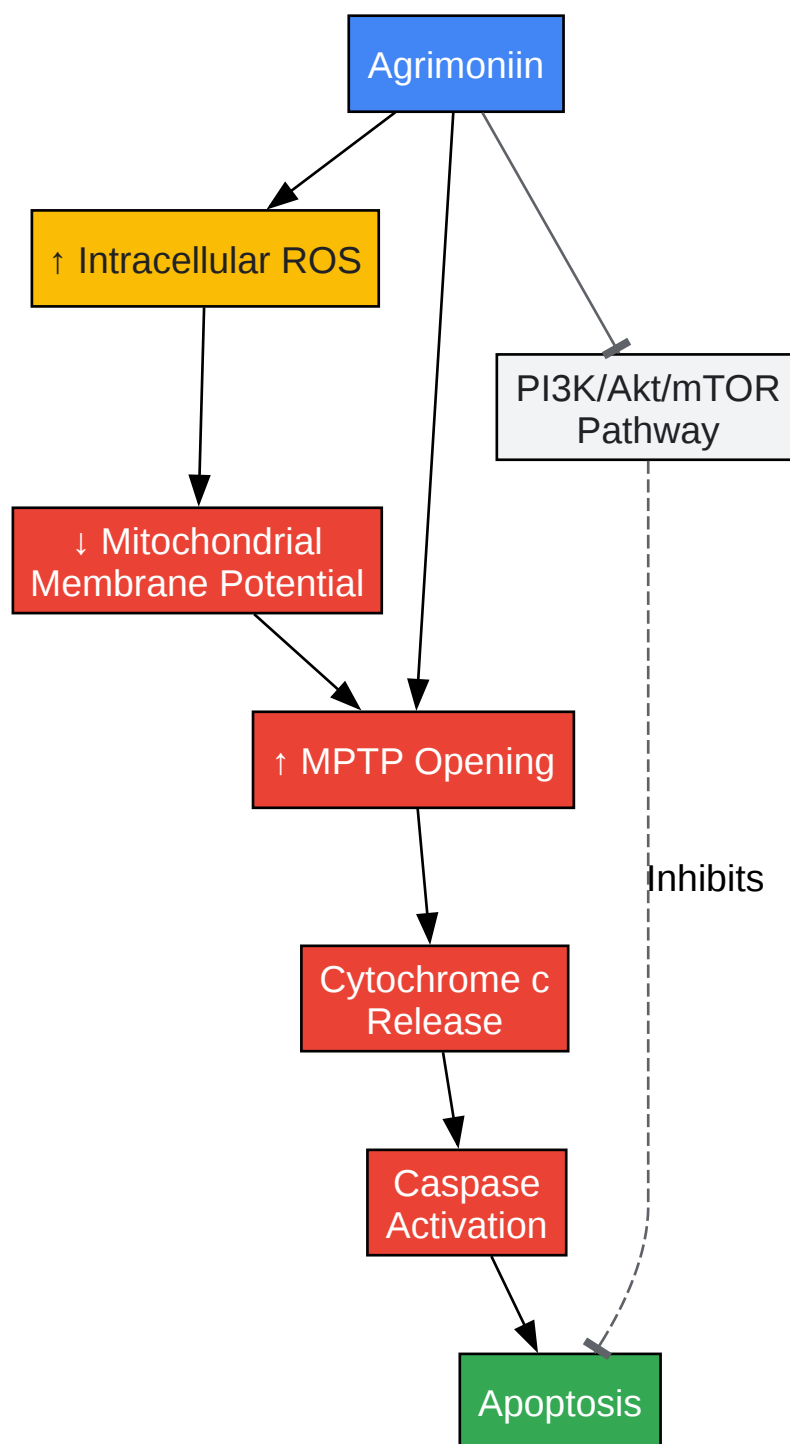 Agrimoniin
↑ Intracellular ROS
PI3K/Akt/mTOR
Pathway
↓ Mitochondrial
Membrane Potential
↑ MPTP Opening
Inhibits
Cytochrome c
Release
Caspase
Activation
Apoptosis